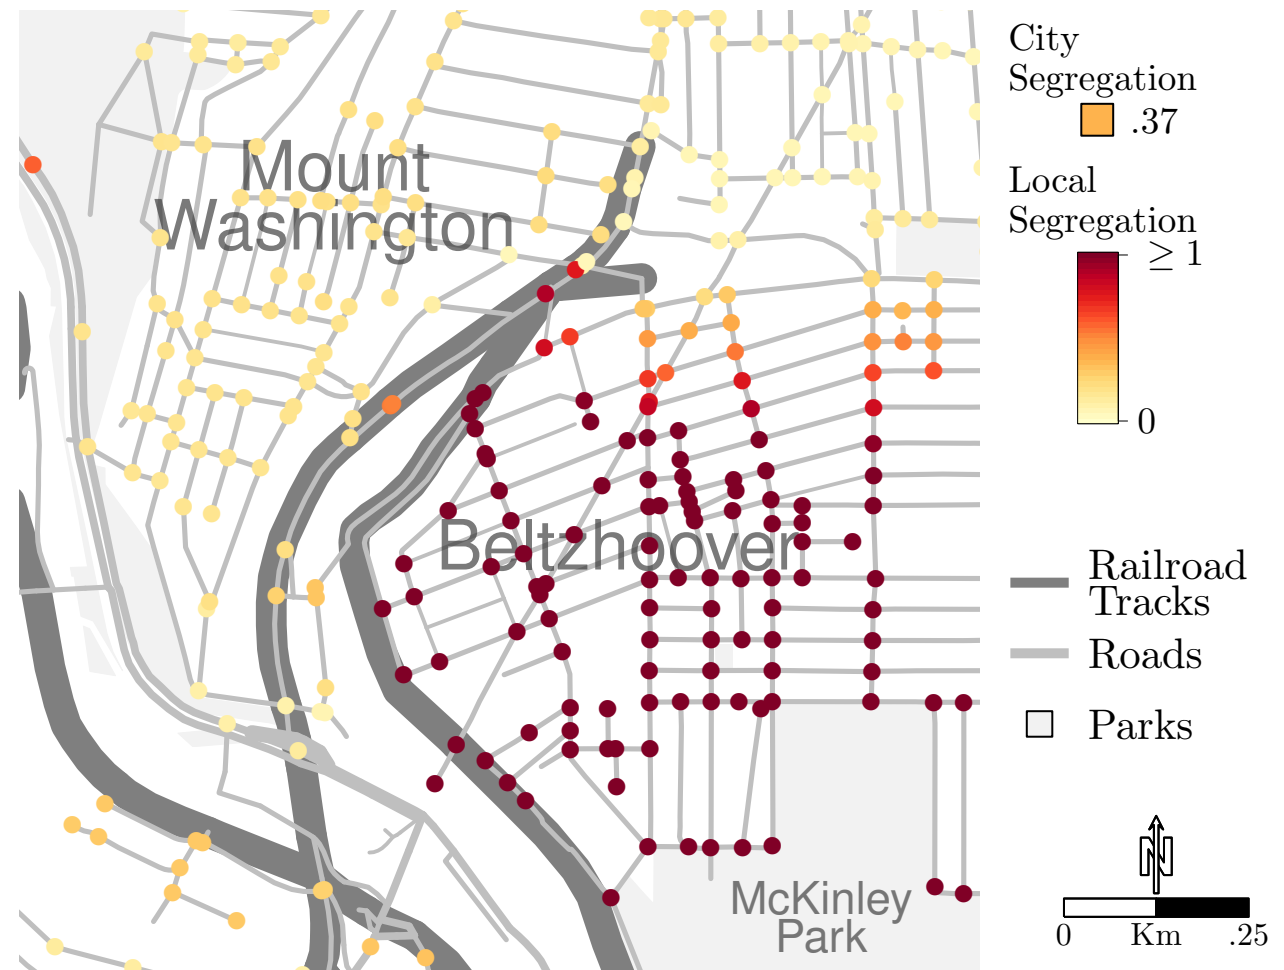 City
Segregation
.37
Local
Segregation
≥ 1
0
Mount
Washington
Beltzhoover
McKinley
Park
Railroad
Tracks
Roads
Parks
N
0 Km .25